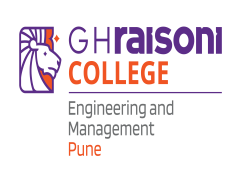 GHRAISONI
COLLEGE
Engineering and
Management
Pune